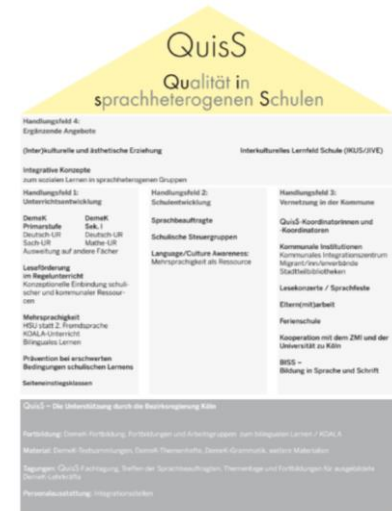 QuisS
Qualität in
sprachheterogenen Schulen
Handlungsfeld 4:
Ergänzende Angebote
(Inter)kulturelle und ästhetische Erziehung
Interkulturelles Lernfeld Schule (IKUS/JIVE)
Integrative Konzepte
zum sozialen Lernen in sprachheterogenen Gruppen
Handlungsfeld 1:
Unterrichtsentwicklung
DemeK
Primarstufe
Deutsch-UR
Sach-UR
DemeK
Sek. I
Deutsch-UR
Mathe-UR
Ausweitung auf andere Fächer
Leseförderung
im Regelunterricht
Konzeptionelle Einbindung schuli-
scher und kommunaler Ressour-
cen
Mehrsprachigkeit
HSU statt 2. Fremdsprache
KOALA-Unterricht
Bilinguales Lernen
Prävention bei erschwerten
Bedingungen schulischen Lernens
Seiteneinstiegsklassen
Handlungsfeld 2:
Schulentwicklung
Sprachbeauftragte
Schulische Steuergruppen
Language/Culture Awareness:
Mehrsprachigkeit als Ressource
Handlungsfeld 3:
Vernetzung in der Kommune
QuisS-Koordinatorinnen und
-Koordinatoren
Kommunale Institutionen
Kommunales Integrationszentrum
Migrant/inn/enverbände
Stadtteilbibliotheken
Lesekonzerte / Sprachfeste
Eltern(mit)arbeit
Ferienschule
Kooperation mit dem ZMI und der
Universität zu Köln
BISS –
Bildung in Sprache und Schrift
QuisS – Die Unterstützung durch die Bezirksregierung Köln
Fortbildung: DemeK-Fortbildung, Fortbildungen und Arbeitsgruppen zum bilingualen Lernen / KOALA
Material: DemeK-Textsammlungen, DemeK-Themenhefte, DemeK-Grammatik, weitere Materialien
Tagungen: QuisS-Fachtagung, Treffen der Sprachbeauftragten, Thementage und Fortbildungen für ausgebildete
DemeK-Lehrkräfte
Personalausstattung: Integrationsstellen